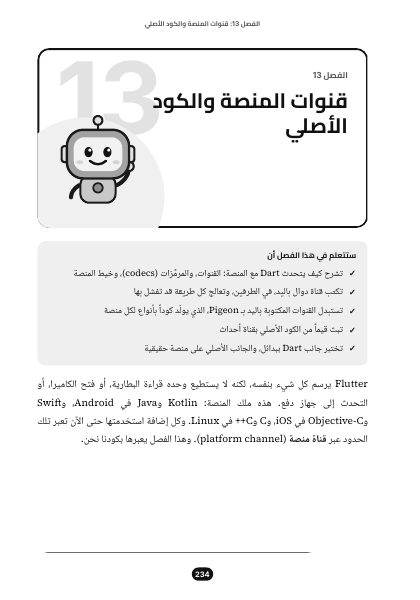 الفصل 13: قنوات المنصة والكود الأصلي
13
الفصل 13
قنوات المنصة والكود
الأصلي
ستتعلم في هذا الفصل أن
✓ تشرح كيف يتحدث Dart مع المنصة: القنوات، والمرمّزات (codecs)، وخيط المنصة
✓ تكتب قناة دوال باليد، في الطرفين، وتعالج كل طريقة قد تفشل بها
✓ تستبدل القنوات المكتوبة باليد بـ Pigeon، الذي يولّد كوداً بأنواع لكل منصة
✓ تبث قيماً من الكود الأصلي بقناة أحداث
✓ تختبر جانب Dart ببدائل، والجانب الأصلي على منصة حقيقية
Flutter يرسم كل شيء بنفسه، لكنه لا يستطيع وحده قراءة البطارية، أو فتح الكاميرا، أو
التحدث إلى جهاز دفع. هذه ملك المنصة: Kotlin وJava في Android، وSwift
وObjective-C في iOS، وC و++C في Linux. وكل إضافة استخدمتها حتى الآن تعبر تلك
الحدود عبر قناة منصة (platform channel). وهذا الفصل يعبرها بكودنا نحن.
234